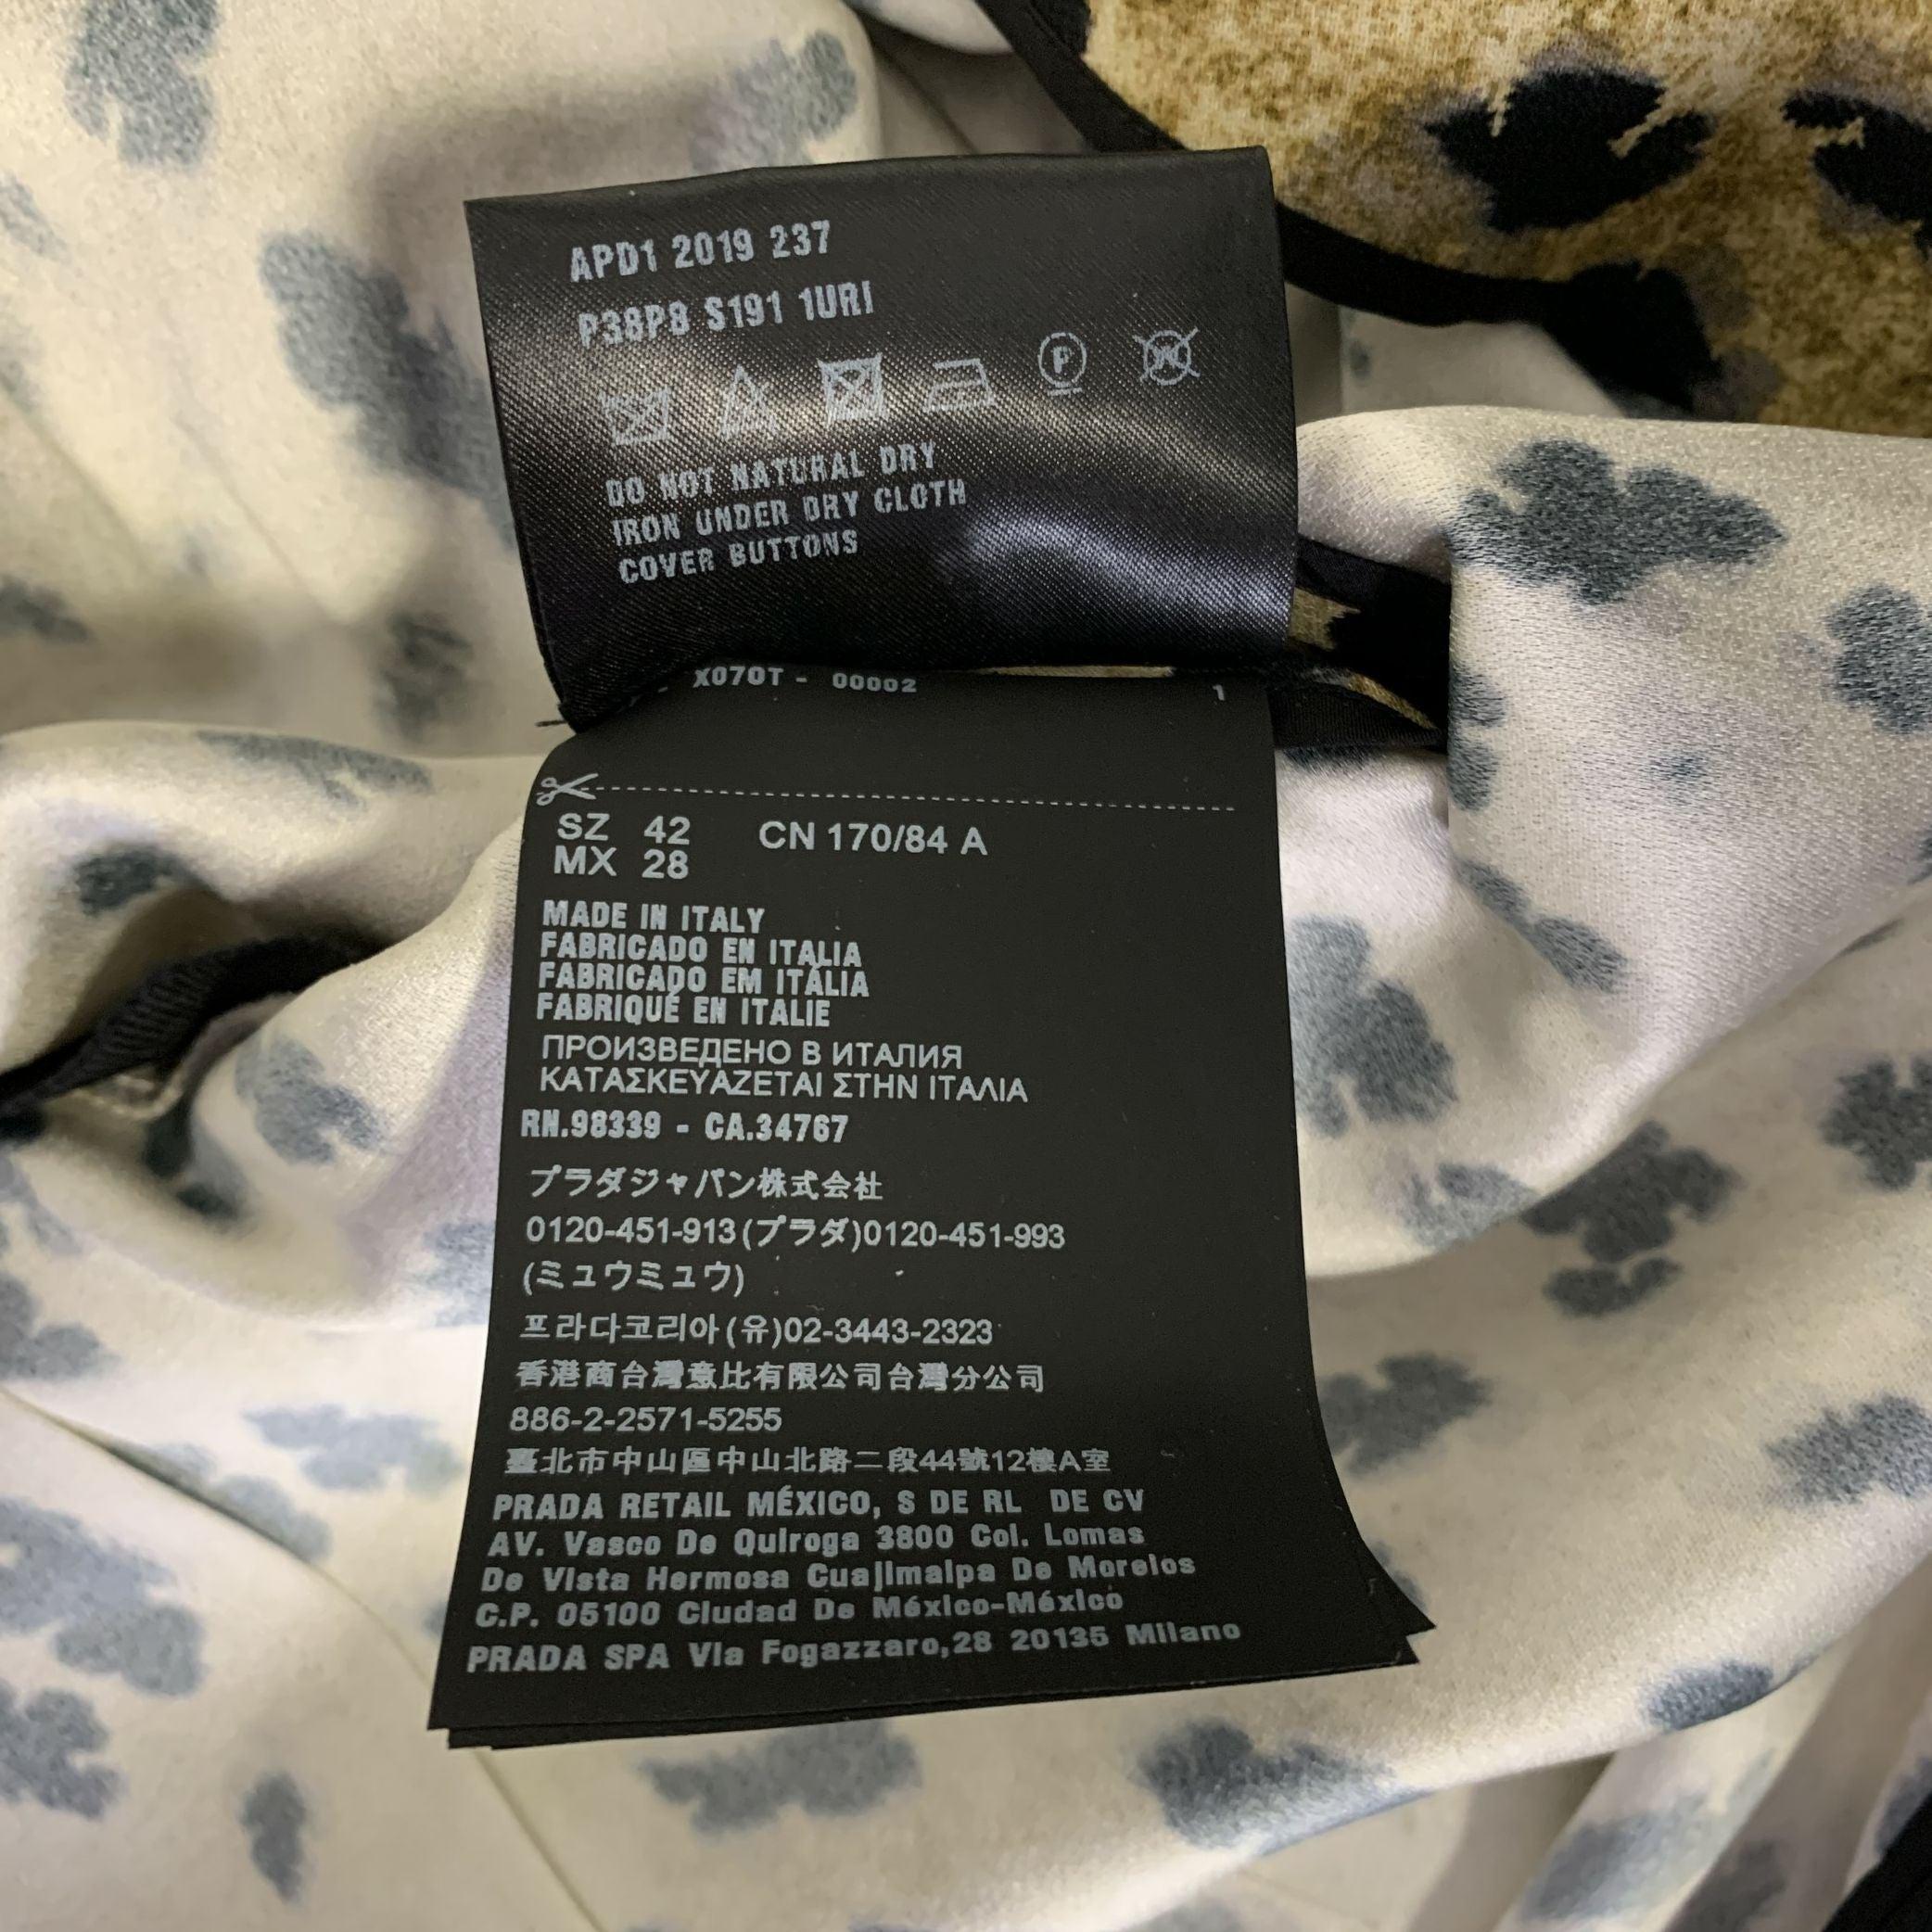 APD1 2019 237
P38P8 S191 1URI
P
W
DO NOT NATURAL DRY
IRON UNDER DRY CLOTH
COVER BUTTONS
X070T - 00002 1
SZ 42 CN 170/84 A
MX 28
MADE IN ITALY
FABRICADO EN ITALIA
FABRICADO EM ITÁLIA
FABRIQUÉ EN ITALIE
ПРОИЗВЕДЕНО В ИТАЛИЯ
ΚΑΤΑΣΚΕΥΑΖΕΤΑΙ ΣΤΗΝ ΙΤΑΛΙΑ
RN.98339 - CA.34767
プラダジャパン株式会社
0120-451-913(プラダ)0120-451-993
(ミュウミュウ)
프라다코리아(유)02-3443-2323
香港商台灣意比有限公司台灣分公司
886-2-2571-5255
臺北市中山區中山北路二段44號12樓A室
PRADA RETAIL MÉXICO, S DE RL DE CV
AV. Vasco De Quiroga 3800 Col. Lomas
De Vista Hermosa Cuajimalpa De Morelos
C.P. 05100 Ciudad De México-México
PRADA SPA Via Fogazzaro,28 20135 Milano